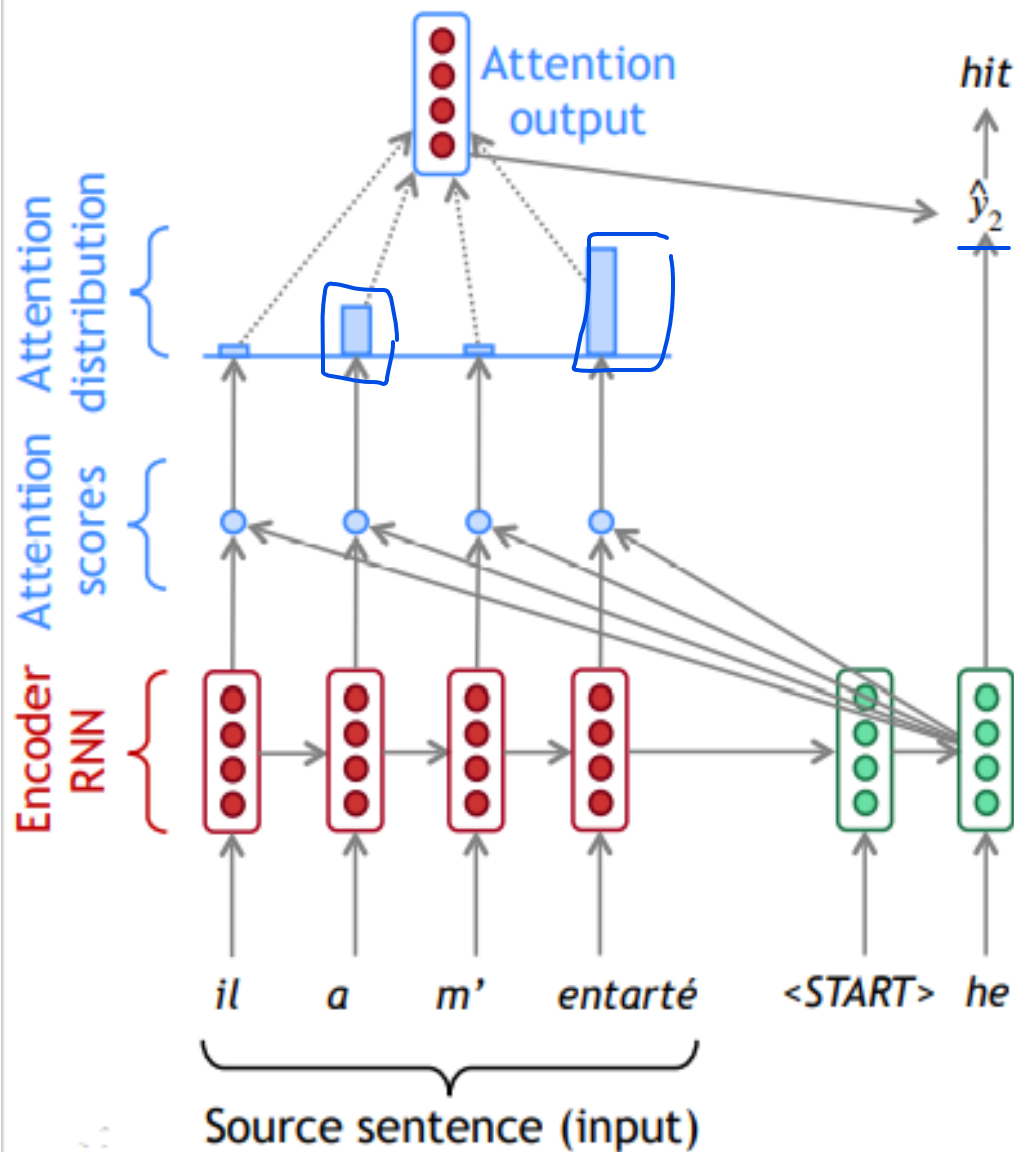 Attention
output
hit
ŷ2
Attention
distribution
Attention
scores
Encoder
RNN
il a m’ entarté <START> he
Source sentence (input)